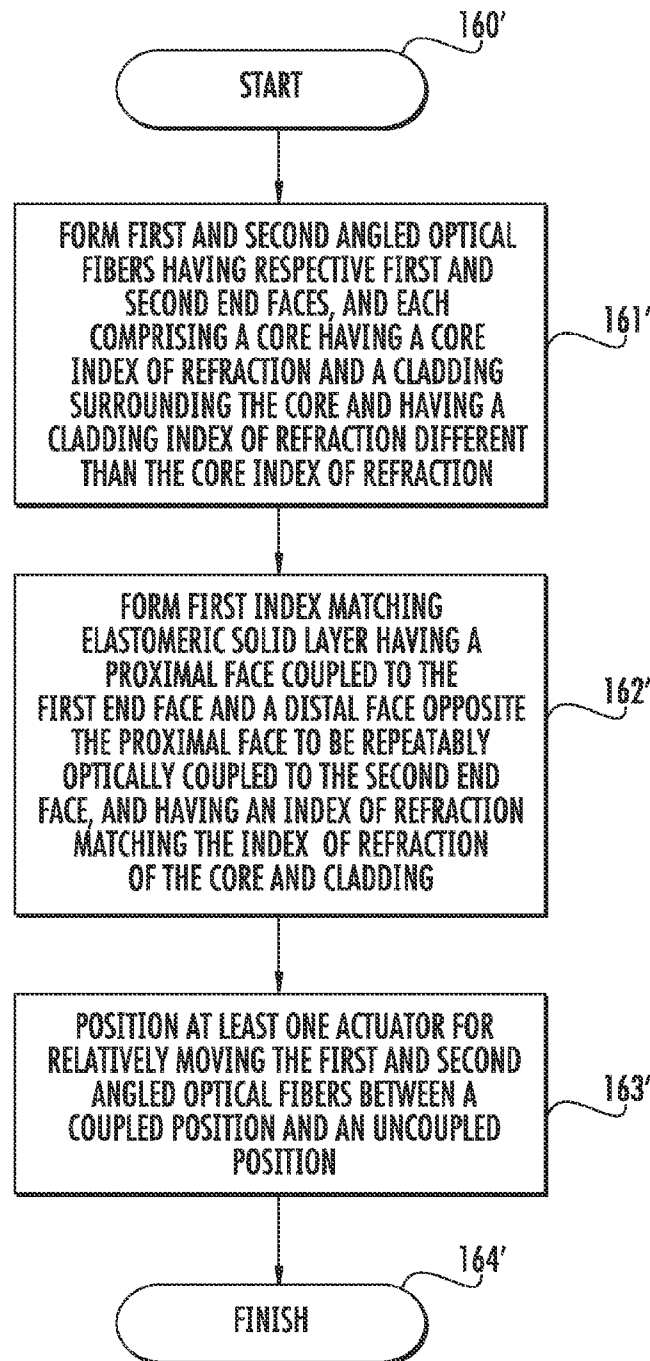 160'
START
FORM FIRST AND SECOND ANGLED OPTICAL
FIBERS HAVING RESPECTIVE FIRST AND
SECOND END FACES, AND EACH
COMPRISING A CORE HAVING A CORE
INDEX OF REFRACTION AND A CLADDING
SURROUNDING THE CORE AND HAVING A
CLADDING INDEX OF REFRACTION DIFFERENT
THAN THE CORE INDEX OF REFRACTION
161'
FORM FIRST INDEX MATCHING
ELASTOMERIC SOLID LAYER HAVING A
PROXIMAL FACE COUPLED TO THE
FIRST END FACE AND A DISTAL FACE OPPOSITE
THE PROXIMAL FACE TO BE REPEATABLY
OPTICALLY COUPLED TO THE SECOND END
FACE, AND HAVING AN INDEX OF REFRACTION
MATCHING THE INDEX OF REFRACTION
OF THE CORE AND CLADDING
162'
POSITION AT LEAST ONE ACTUATOR FOR
RELATIVELY MOVING THE FIRST AND SECOND
ANGLED OPTICAL FIBERS BETWEEN A
COUPLED POSITION AND AN UNCOUPLED
POSITION
163'
164'
FINISH